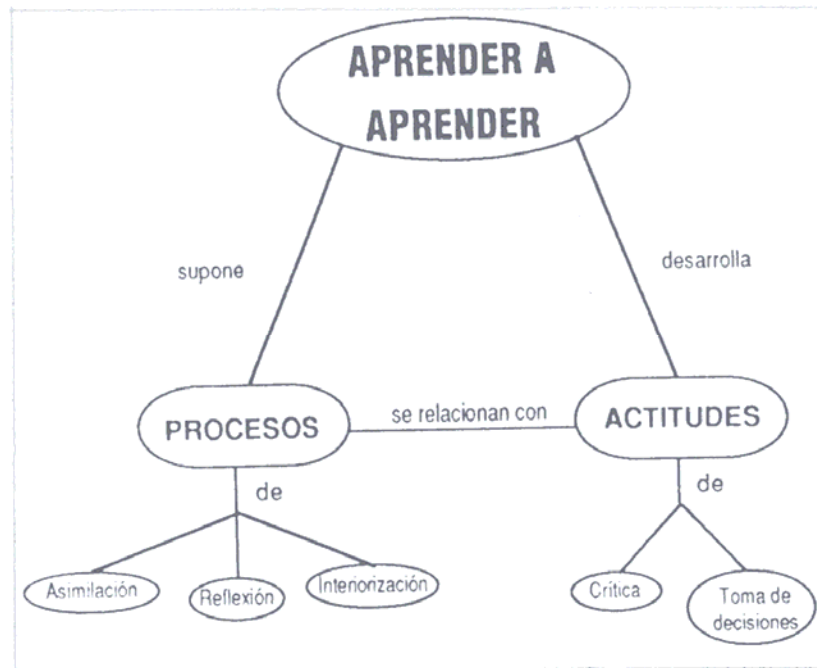 APRENDER A
APRENDER
supone
desarrolla
PROCESOS
se relacionan con
ACTITUDES
de
de
Asimilación
Reflexión
Interiorización
Crítica
Toma de
decisiones